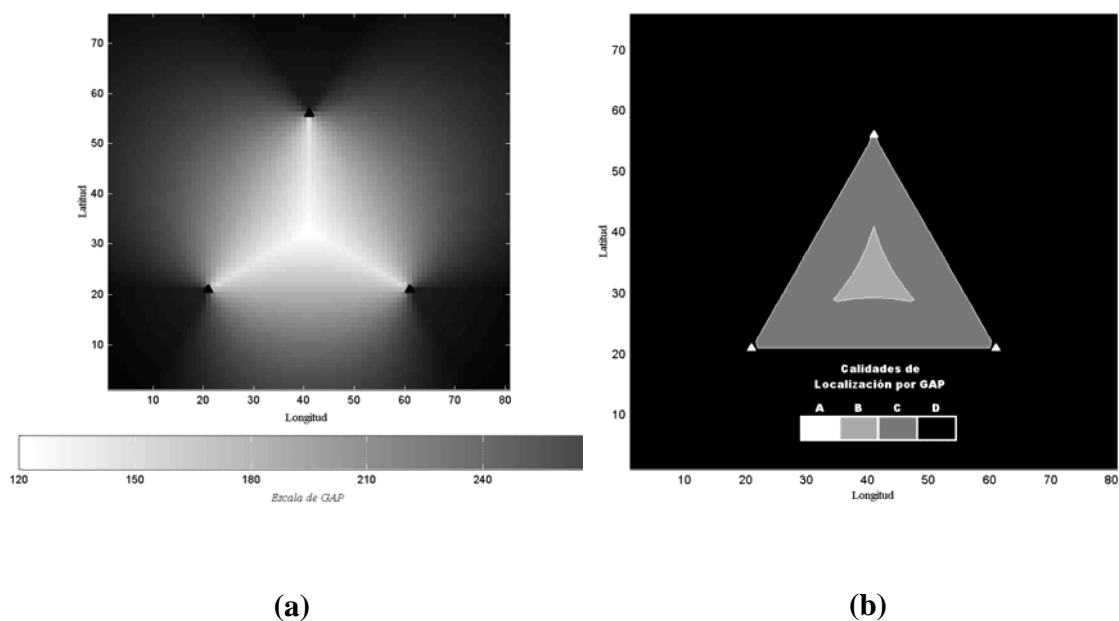 70
60
50
40
30
20
10
Latitud
10 20 30 40 50 60 70 80
Longitud
120 150 180 210 240
Escala de GAP
(a)
70
60
50
40
30
20
10
Latitud
Calidades de
Localización por GAP
A B C D
10 20 30 40 50 60 70 80
Longitud
(b)